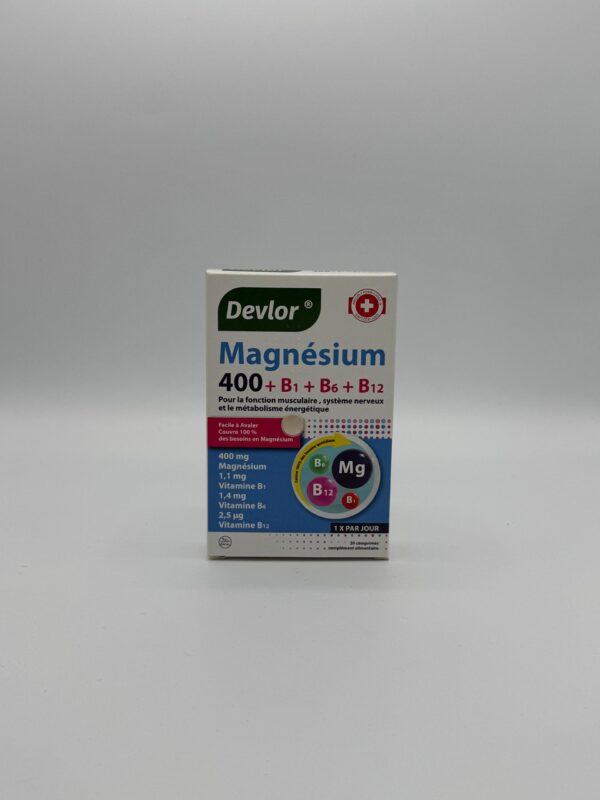 Devlor ®
Magnésium
400 + B1 + B6 + B12
Pour la fonction musculaire , système nerveux
et le métabolisme énergétique
Facile à Avaler
Couvre 100 %
des besoins en Magnésium
400 mg
Magnésium
1,1 mg
Vitamine B1
1,4 mg
Vitamine B6
2,5 µg
Vitamine B12
B6
Mg
B12
B1
1 X PAR JOUR
comprimés
complément alimentaire